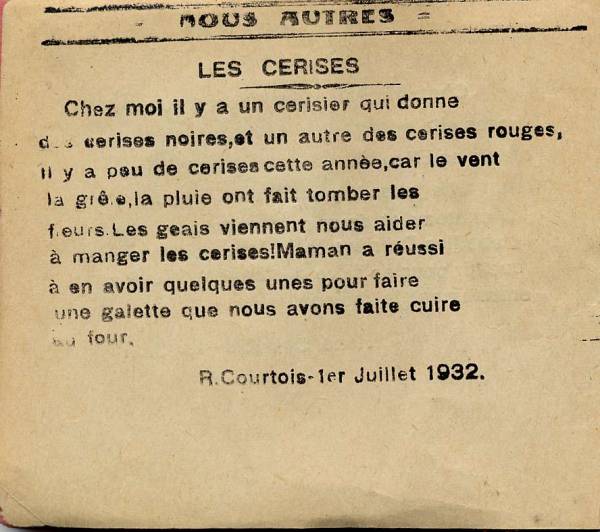 = NOUS AUTRES =
LES CERISES
Chez moi il y a un cerisier qui donne
des cerises noires,et un autre des cerises rouges,
il y a peu de cerises cette annèe,car le vent
la grêle,la pluie ont fait tomber les
fleurs.Les geais viennent nous aider
à manger les cerises!Maman a réussi
à en avoir quelques unes pour faire
une galette que nous avons faite cuire
au four.
R.Courtois-1er Juillet 1932.